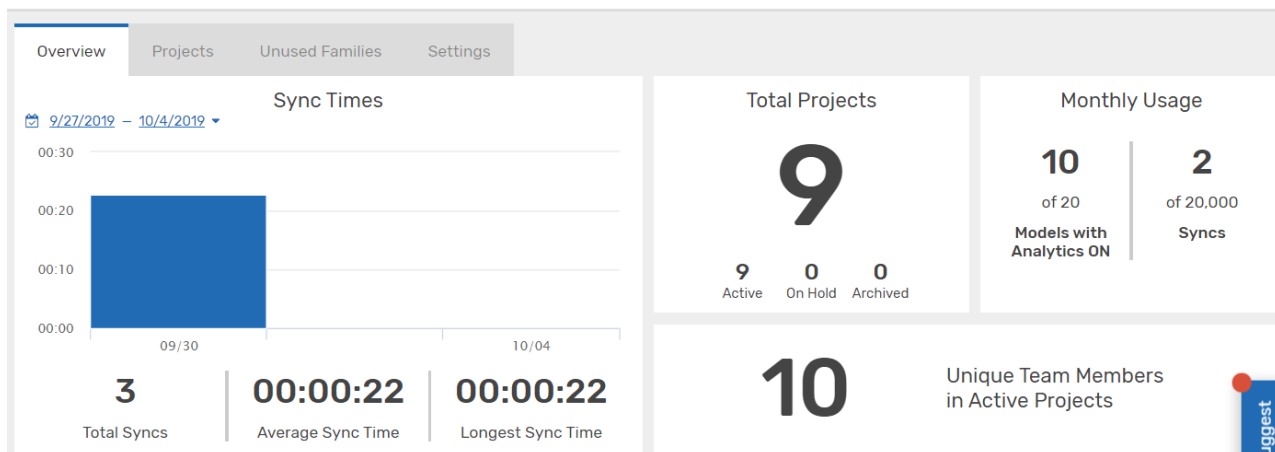 Overview
Projects
Unused Families
Settings
Sync Times
9/27/2019 – 10/4/2019
00:30
00:20
00:10
00:00
09/30
10/04
3
Total Syncs
00:00:22
Average Sync Time
00:00:22
Longest Sync Time
Total Projects
9
9
Active
0
On Hold
0
Archived
Monthly Usage
10
of 20
Models with
Analytics ON
2
of 20,000
Syncs
10
Unique Team Members
in Active Projects